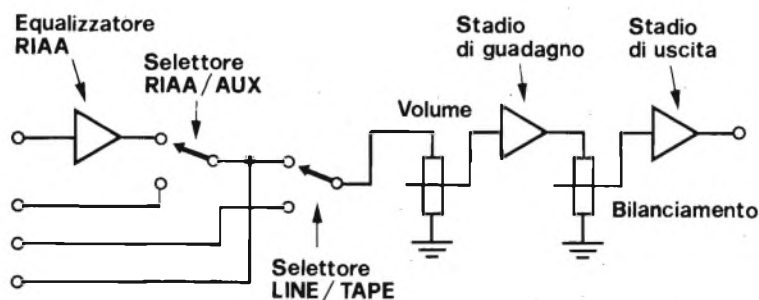 Equalizzatore
RIAA
Selettore
RIAA/AUX
Volume
Stadio
di guadagno
Stadio
di uscita
Bilanciamento
Selettore
LINE/TAPE